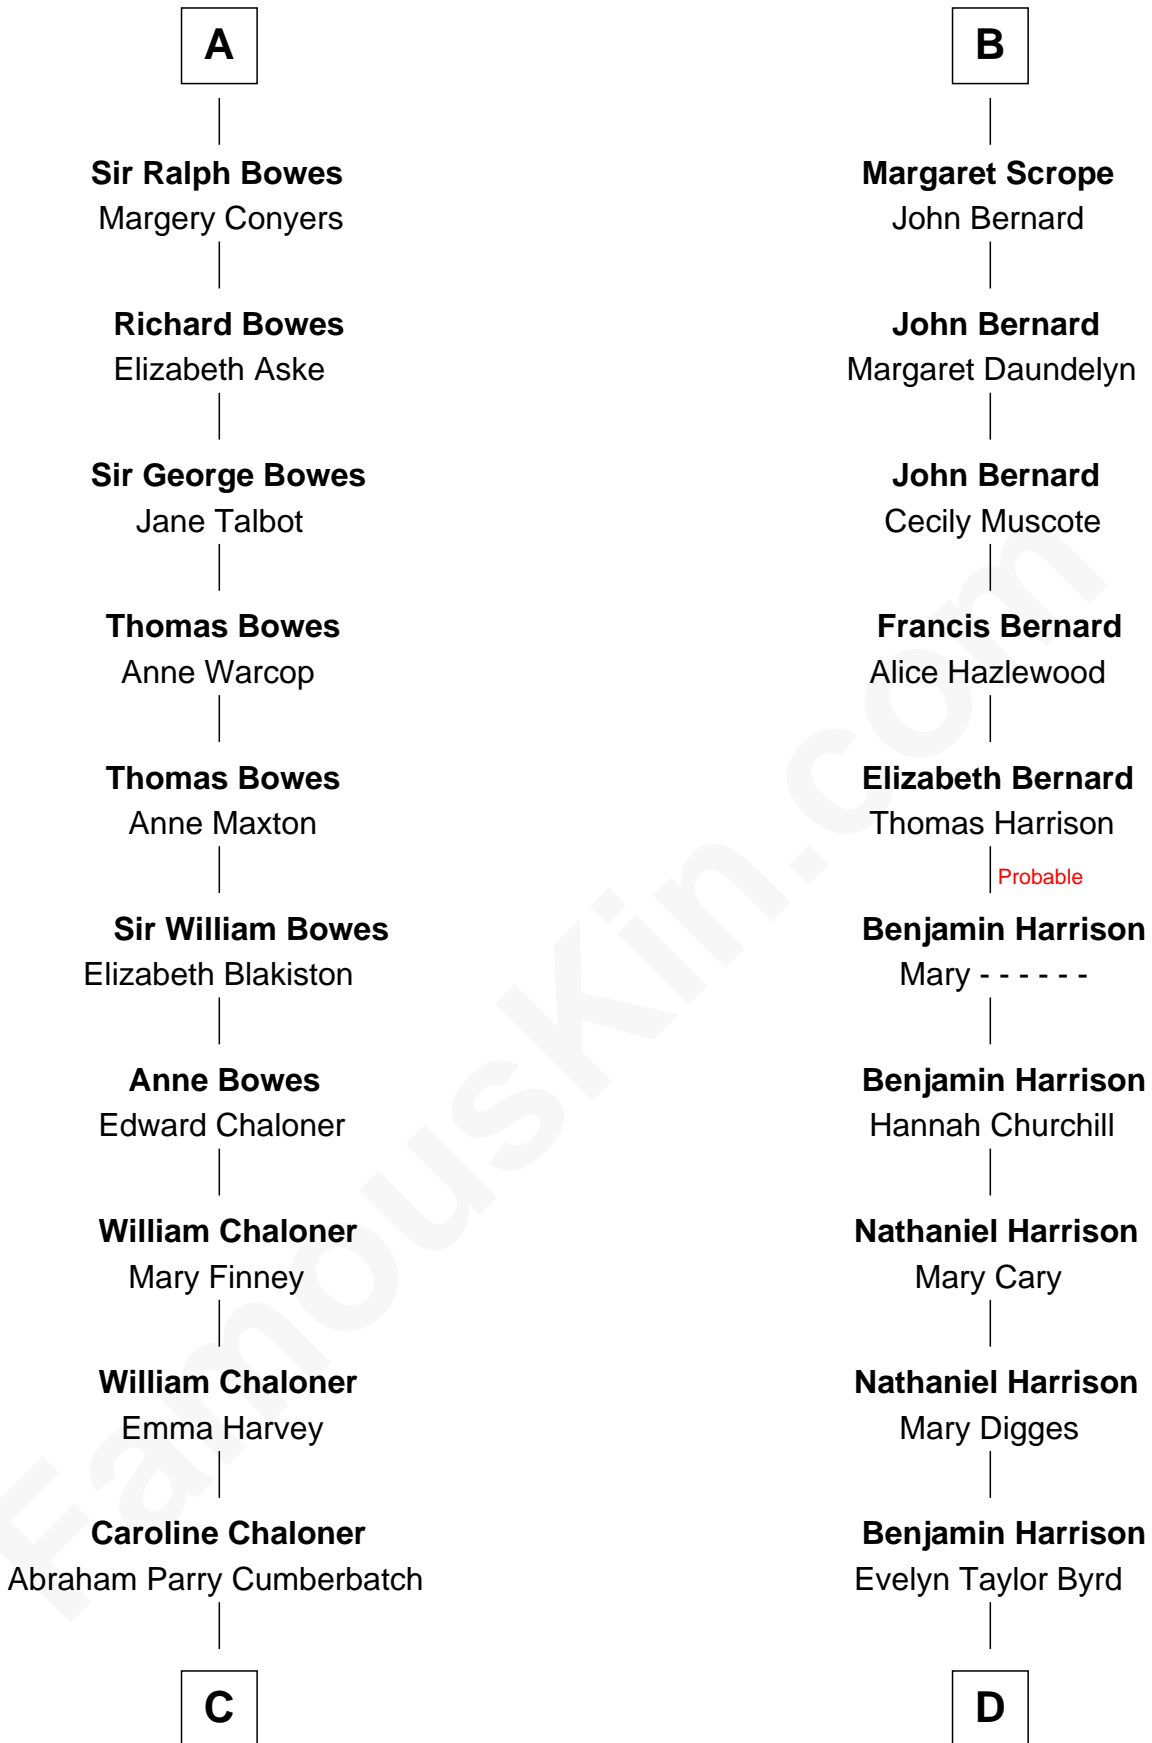 A
Sir Ralph Bowes
Margery Conyers
Richard Bowes
Elizabeth Aske
Sir George Bowes
Jane Talbot
Thomas Bowes
Anne Warcop
Thomas Bowes
Anne Maxton
Sir William Bowes
Elizabeth Blakiston
Anne Bowes
Edward Chaloner
William Chaloner
Mary Finney
William Chaloner
Emma Harvey
Caroline Chaloner
Abraham Parry Cumberbatch
C
B
Margaret Scrope
John Bernard
John Bernard
Margaret Daundelyn
John Bernard
Cecily Muscote
Francis Bernard
Alice Hazlewood
Elizabeth Bernard
Thomas Harrison
Probable
Benjamin Harrison
Mary - - - - - -
Benjamin Harrison
Hannah Churchill
Nathaniel Harrison
Mary Cary
Nathaniel Harrison
Mary Digges
Benjamin Harrison
Evelyn Taylor Byrd
D
FamousKin.com